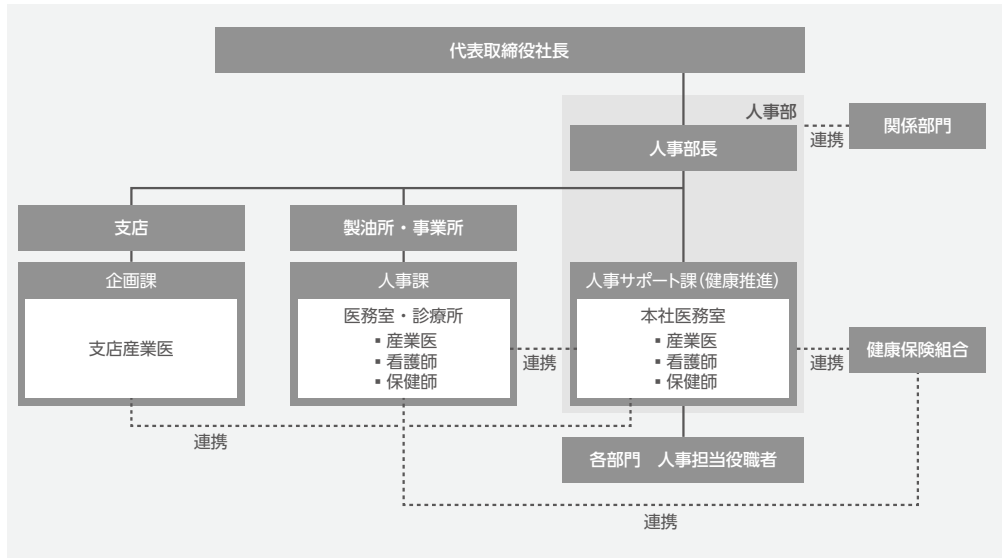 代表取締役社長
人事部
関係部門
連携
人事部長
支店
製油所・事業所
企画課
人事課
人事サポート課(健康推進)
支店産業医
医務室・診療所
▪ 産業医
▪ 看護師
▪ 保健師
連携
本社医務室
▪ 産業医
▪ 看護師
▪ 保健師
連携
健康保険組合
連携
各部門　人事担当役職者
連携